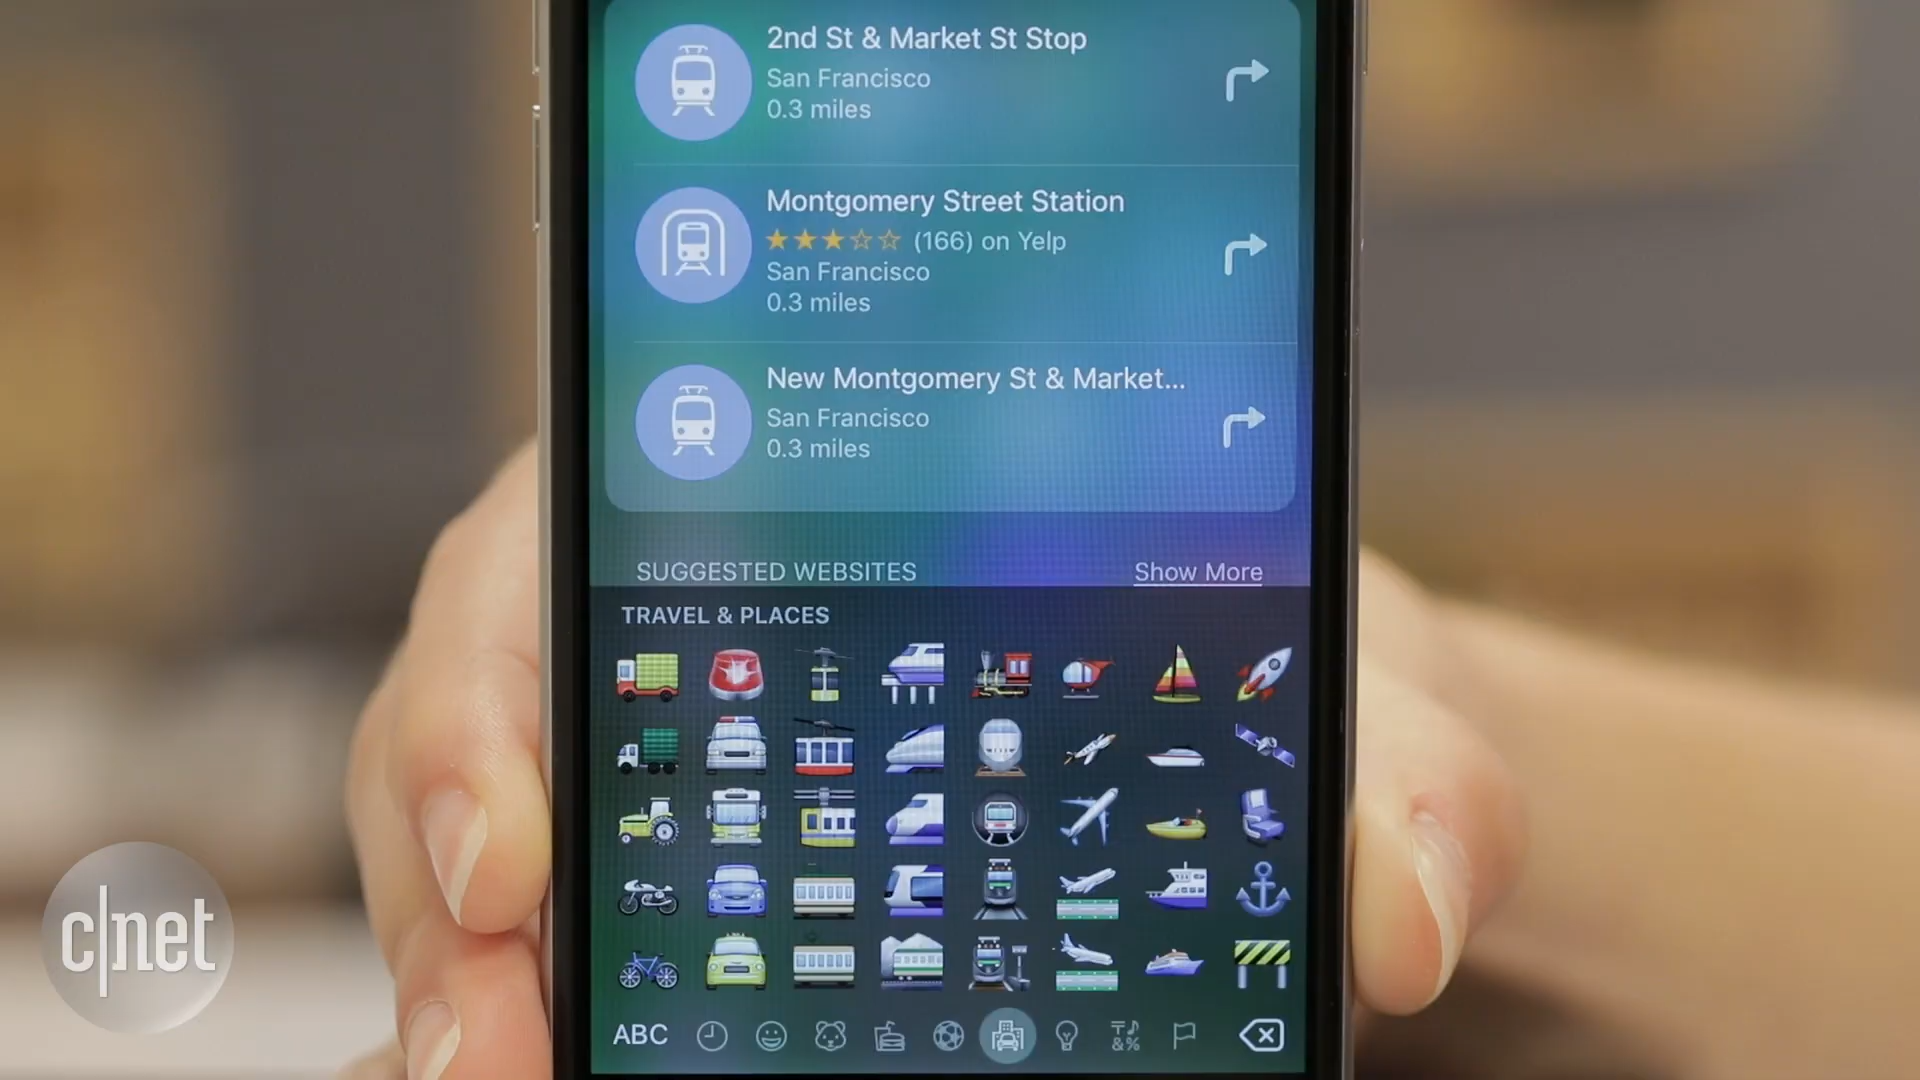 2nd St & Market St Stop
San Francisco
0.3 miles
Montgomery Street Station
(166) on Yelp
San Francisco
0.3 miles
New Montgomery St & Market...
San Francisco
0.3 miles
SUGGESTED WEBSITES Show More
TRAVEL & PLACES
ABC
c|net